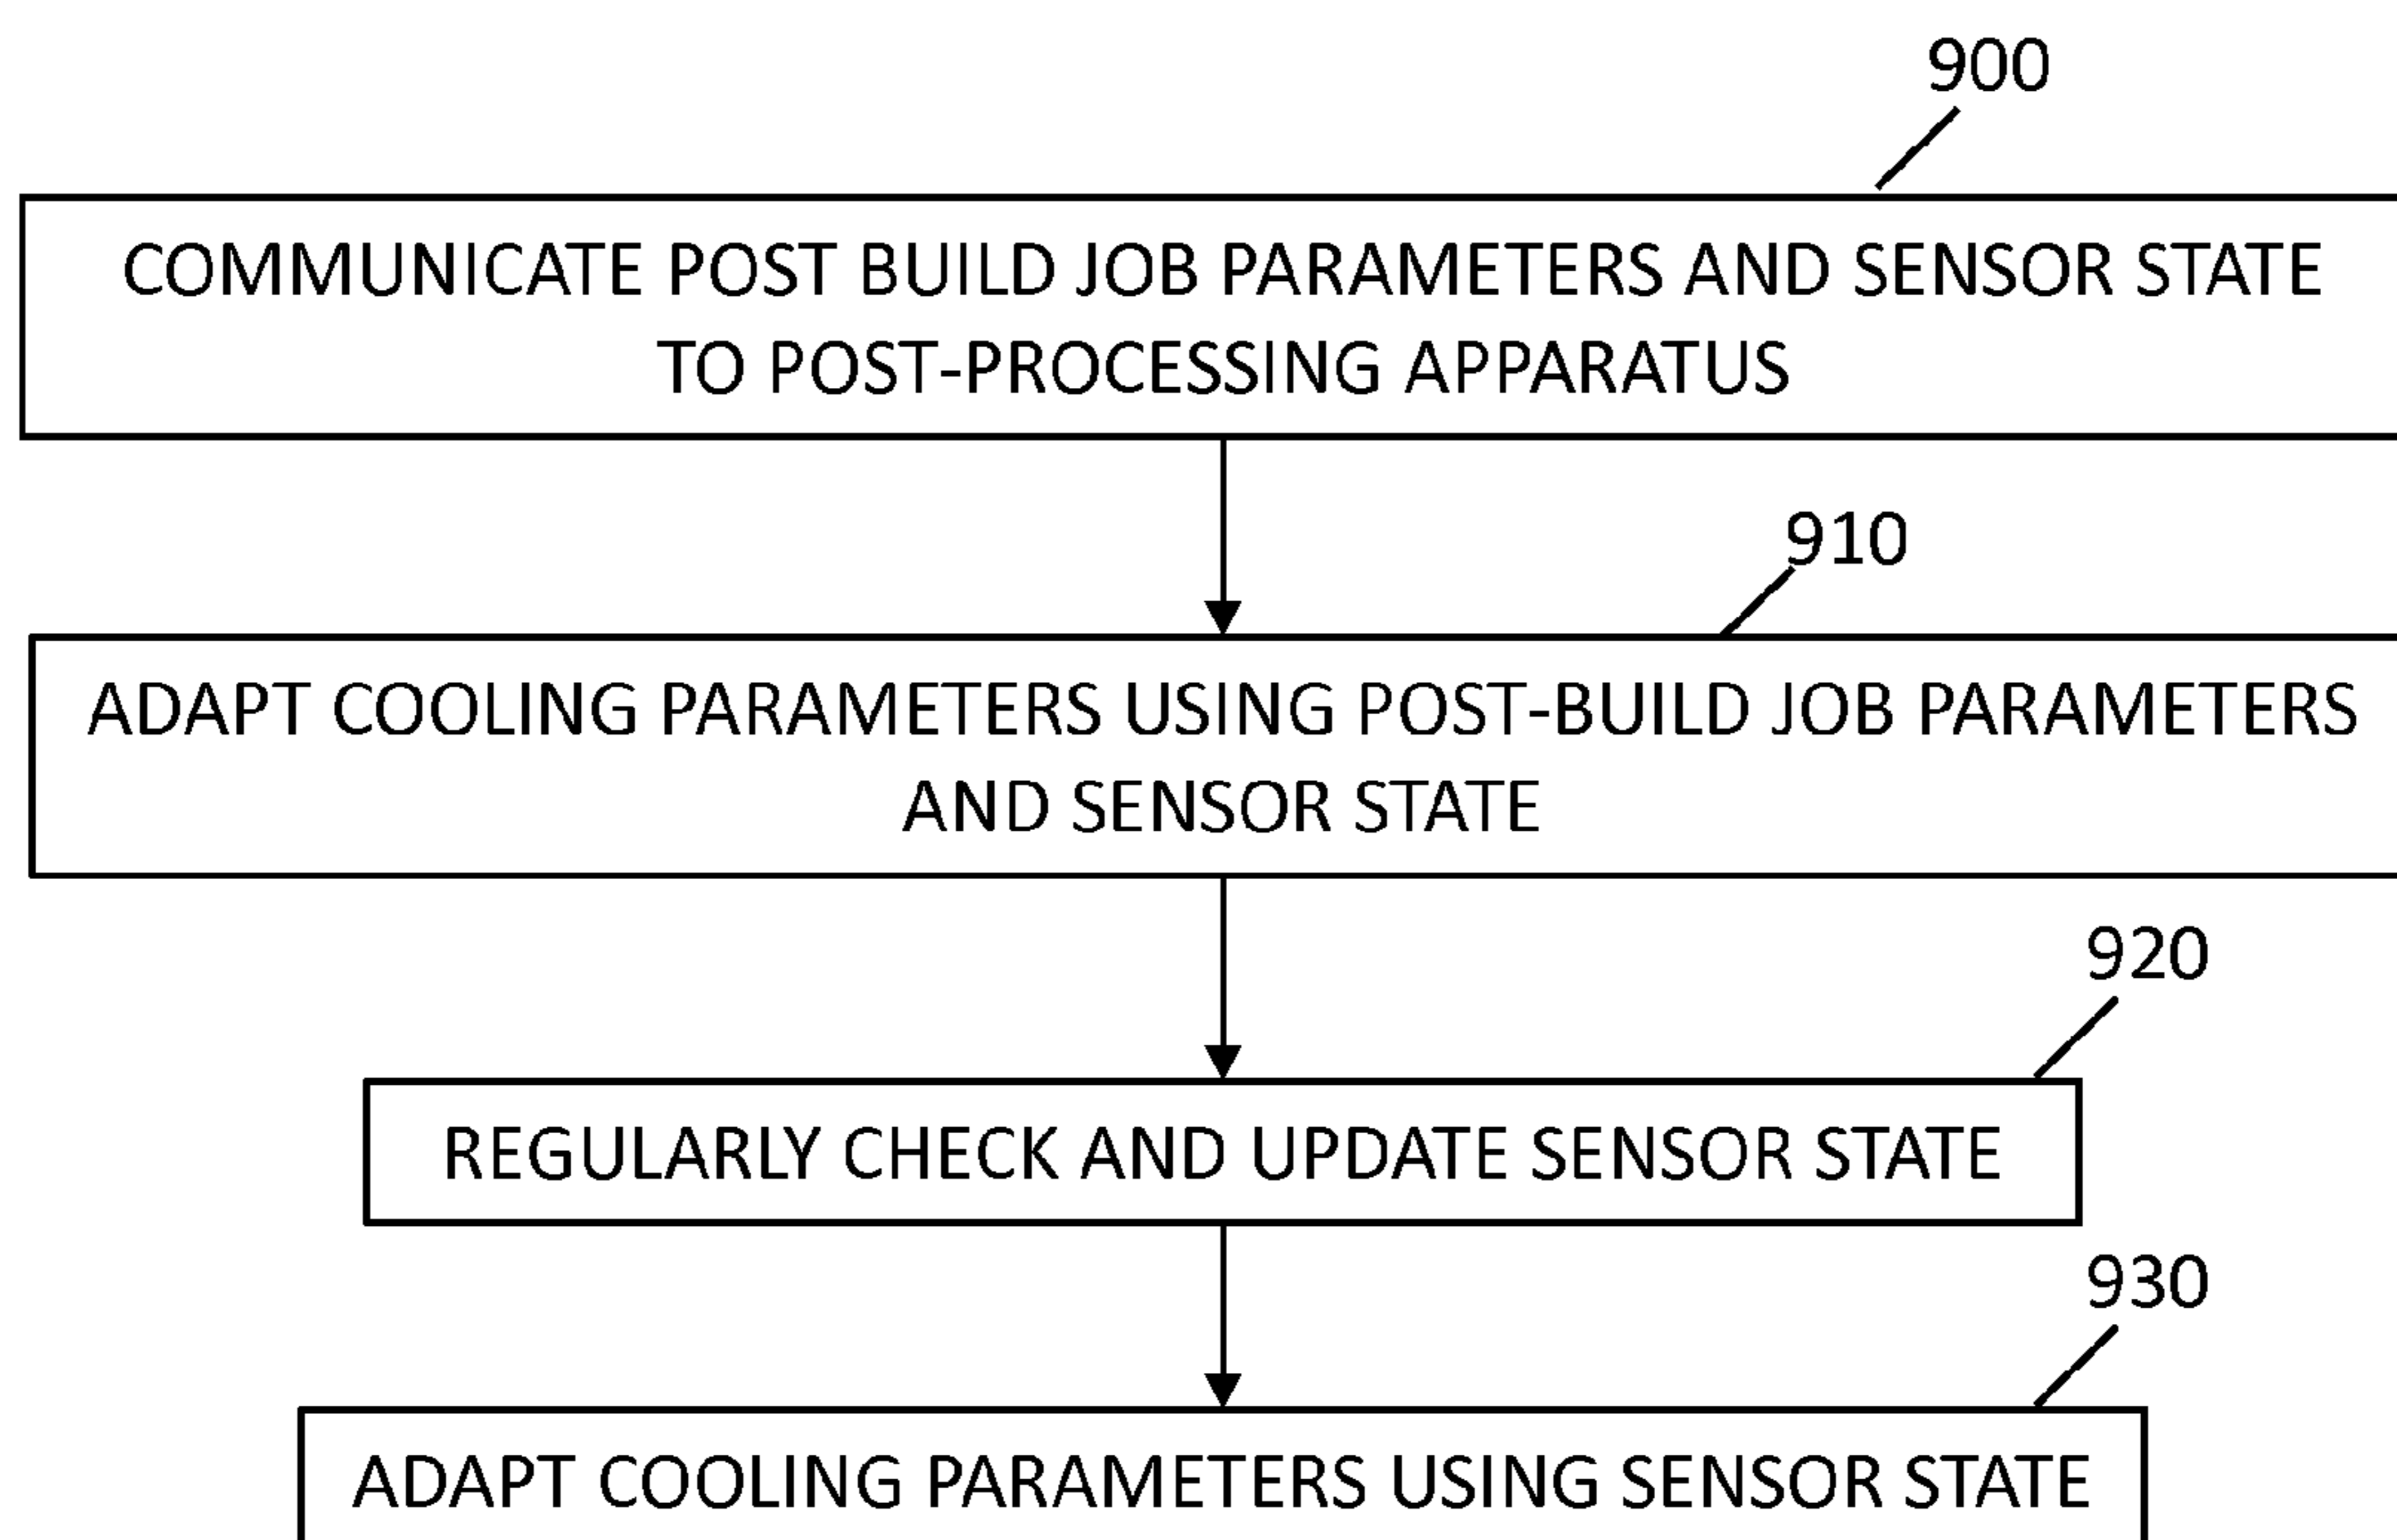 900
COMMUNICATE POST BUILD JOB PARAMETERS AND SENSOR STATE
TO POST-PROCESSING APPARATUS
910
ADAPT COOLING PARAMETERS USING POST-BUILD JOB PARAMETERS
AND SENSOR STATE
920
REGULARLY CHECK AND UPDATE SENSOR STATE
930
ADAPT COOLING PARAMETERS USING SENSOR STATE